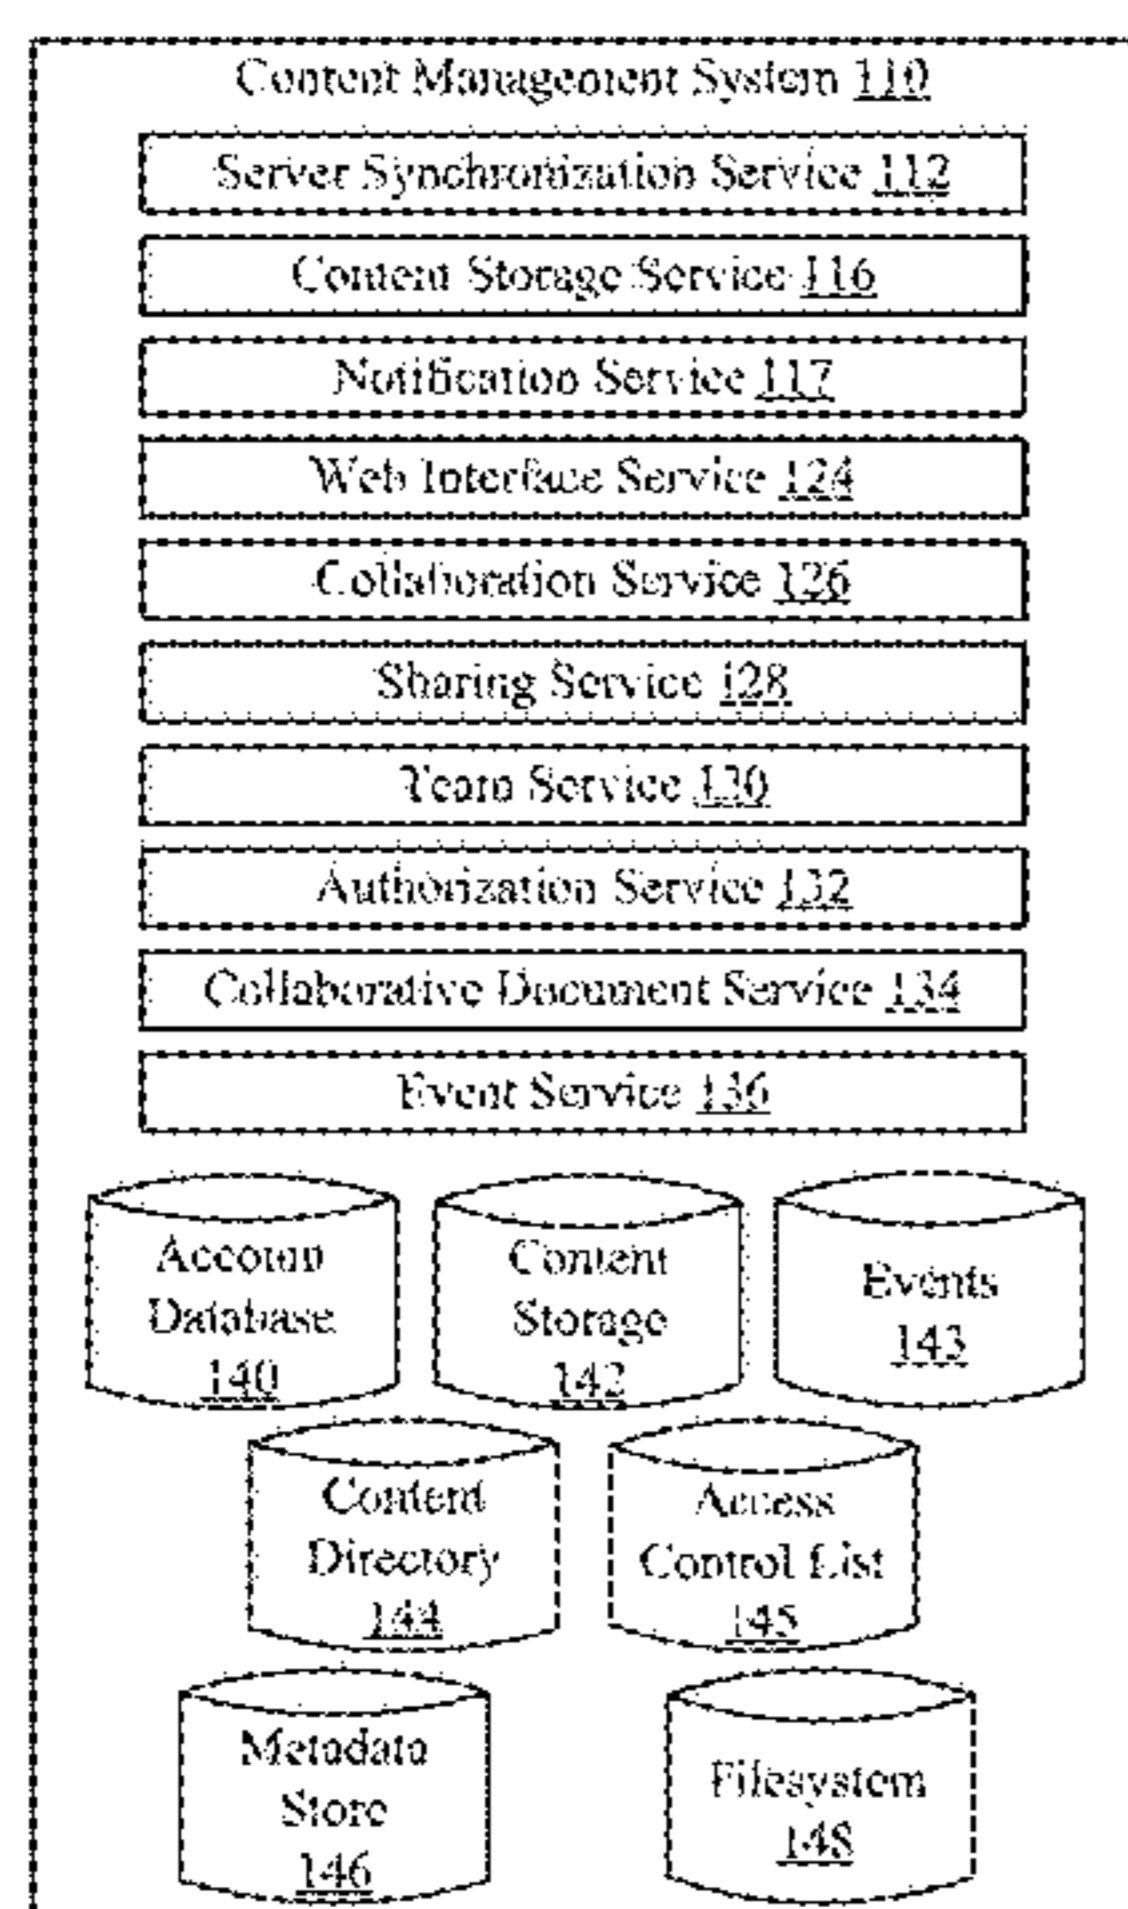 Content Management System 110
Server Synchronization Service 112
Content Storage Service 116
Notification Service 117
Web Interface Service 124
Collaboration Service 126
Sharing Service 128
Team Service 130
Authorization Service 132
Collaborative Document Service 134
Event Service 136
Account
Database
140
Content
Storage
142
Events
143
Content
Directory
144
Access
Control List
145
Metadata
Store
146
Filesystem
148